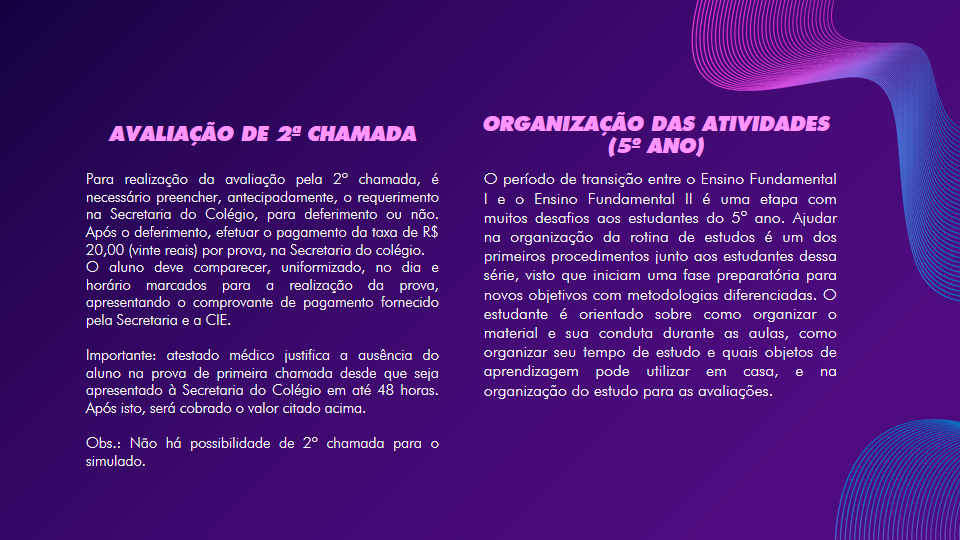 AVALIAÇÃO DE 2ª CHAMADA
Para realização da avaliação pela 2º chamada, é
necessário preencher, antecipadamente, o requerimento
na Secretaria do Colégio, para deferimento ou não.
Após o deferimento, efetuar o pagamento da taxa de R$
20,00 (vinte reais) por prova, na Secretaria do colégio.
O aluno deve comparecer, uniformizado, no dia e
horário marcados para a realização da prova,
apresentando o comprovante de pagamento fornecido
pela Secretaria e a CIE.
Importante: atestado médico justifica a ausência do
aluno na prova de primeira chamada desde que seja
apresentado à Secretaria do Colégio em até 48 horas.
Após isto, será cobrado o valor citado acima.
Obs.: Não há possibilidade de 2º chamada para o
simulado.
ORGANIZAÇÃO DAS ATIVIDADES
(5º ANO)
O período de transição entre o Ensino Fundamental
I e o Ensino Fundamental II é uma etapa com
muitos desafios aos estudantes do 5º ano. Ajudar
na organização da rotina de estudos é um dos
primeiros procedimentos junto aos estudantes dessa
série, visto que iniciam uma fase preparatória para
novos objetivos com metodologias diferenciadas. O
estudante é orientado sobre como organizar o
material e sua conduta durante as aulas, como
organizar seu tempo de estudo e quais objetos de
aprendizagem pode utilizar em casa, e na
organização do estudo para as avaliações.